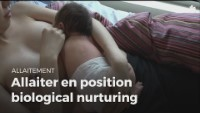 ALLAITEMENT
Allaiter en position
biological nurturing